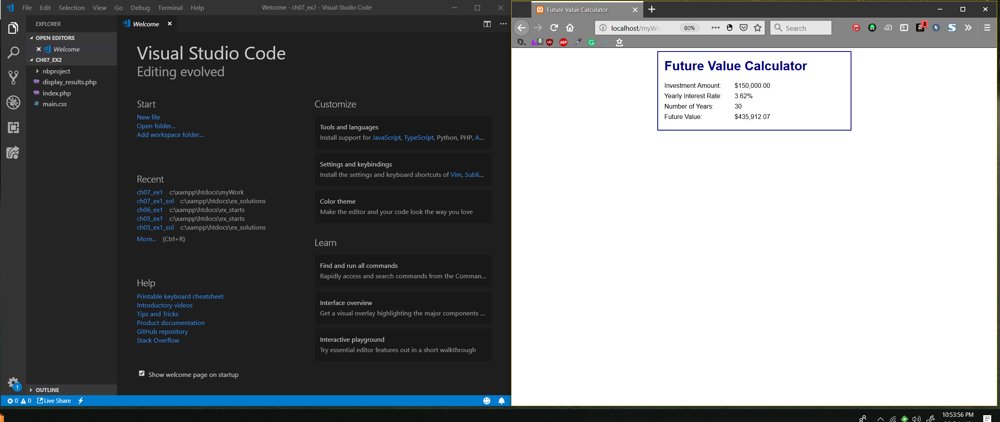 File Edit Selection View Go Debug Terminal Help
Welcome - ch07_ex2 - Visual Studio Code
EXPLORER
OPEN EDITORS
Welcome
CH07_EX2
nbproject
display_results.php
index.php
# main.css
OUTLINE
Welcome
Visual Studio Code
Editing evolved
Start
New file
Open folder...
Add workspace folder...
Recent
ch07_ex1 c:\xampp\htdocs\myWork
ch07_ex1_sol c:\xampp\htdocs\ex_solutions
ch06_ex1 c:\xampp\htdocs\ex_starts
ch05_ex1 c:\xampp\htdocs\ex_starts
ch05_ex1_sol c:\xampp\htdocs\ex_solutions
More... (Ctrl+R)
Help
Printable keyboard cheatsheet
Introductory videos
Tips and Tricks
Product documentation
GitHub repository
Stack Overflow
Show welcome page on startup
Customize
Tools and languages
Install support for JavaScript, TypeScript, Python, PHP, A...
Settings and keybindings
Install the settings and keyboard shortcuts of Vim, Subli...
Color theme
Make the editor and your code look the way you love
Learn
Find and run all commands
Rapidly access and search commands from the Comman...
Interface overview
Get a visual overlay highlighting the major components ...
Interactive playground
Try essential editor features out in a short walkthrough
1
0 0 Live Share
Future Value Calculator
localhost/myWo
80%
Search
JS
a 8
S
D.
0
ABP
Future Value Calculator
Investment Amount: $150,000.00
Yearly Interest Rate: 3.62%
Number of Years: 30
Future Value: $435,912.07
10:53:56 PM